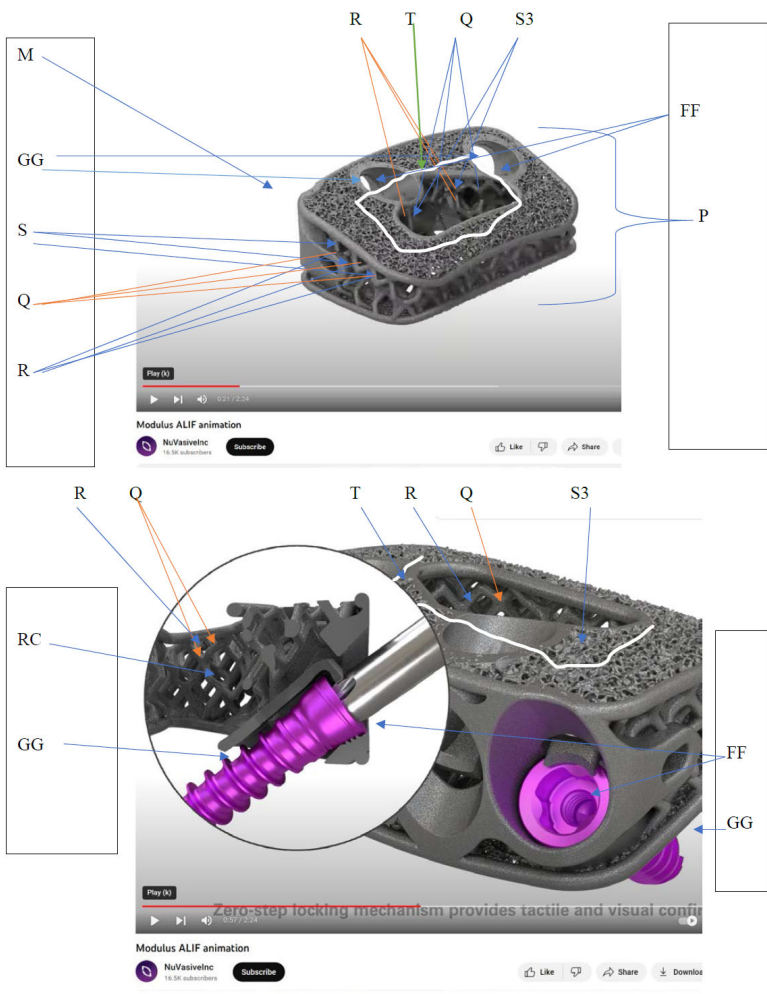 R T Q S3
M
FF
GG
S
P
Q
R
Play (k)
0:21 / 2:24
Modulus ALIF animation
NuVasiveInc
16.5K subscribers
Subscribe
Like
Share
R Q T R Q S3
RC
GG
FF
GG
Play (k)
Zero-step locking mechanism provides tactile and visual confir
0:57 / 2:24
Modulus ALIF animation
NuVasiveInc
16.5K subscribers
Subscribe
Like
Share
Downloa